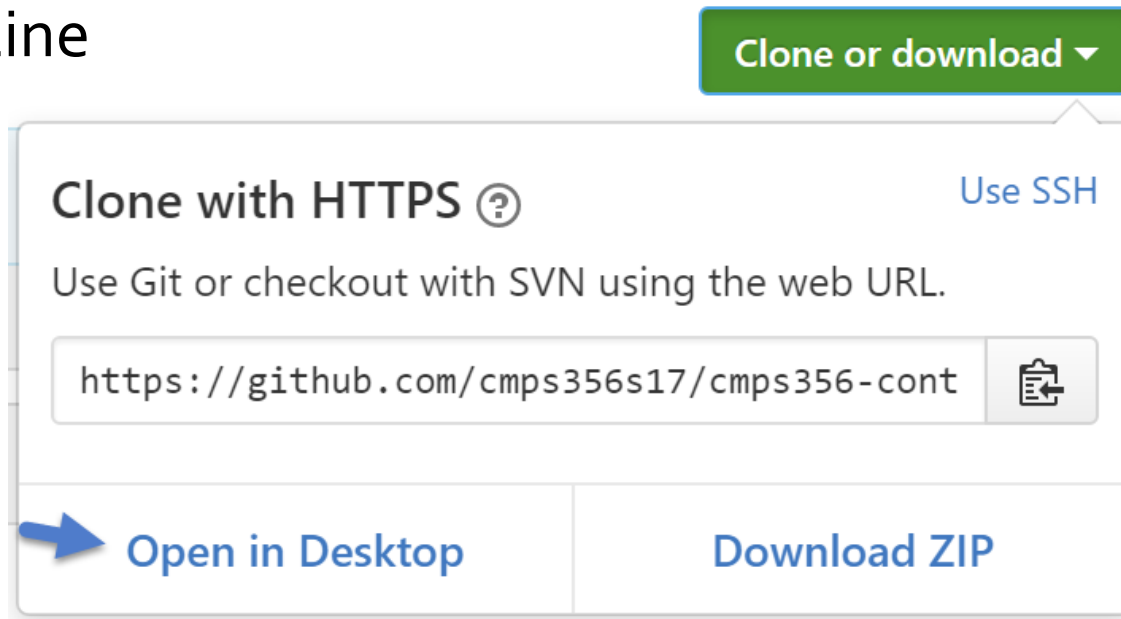 ine
Clone or download
Clone with HTTPS ?
Use SSH
Use Git or checkout with SVN using the web URL.
https://github.com/cmps356s17/cmps356-cont
Open in Desktop
Download ZIP